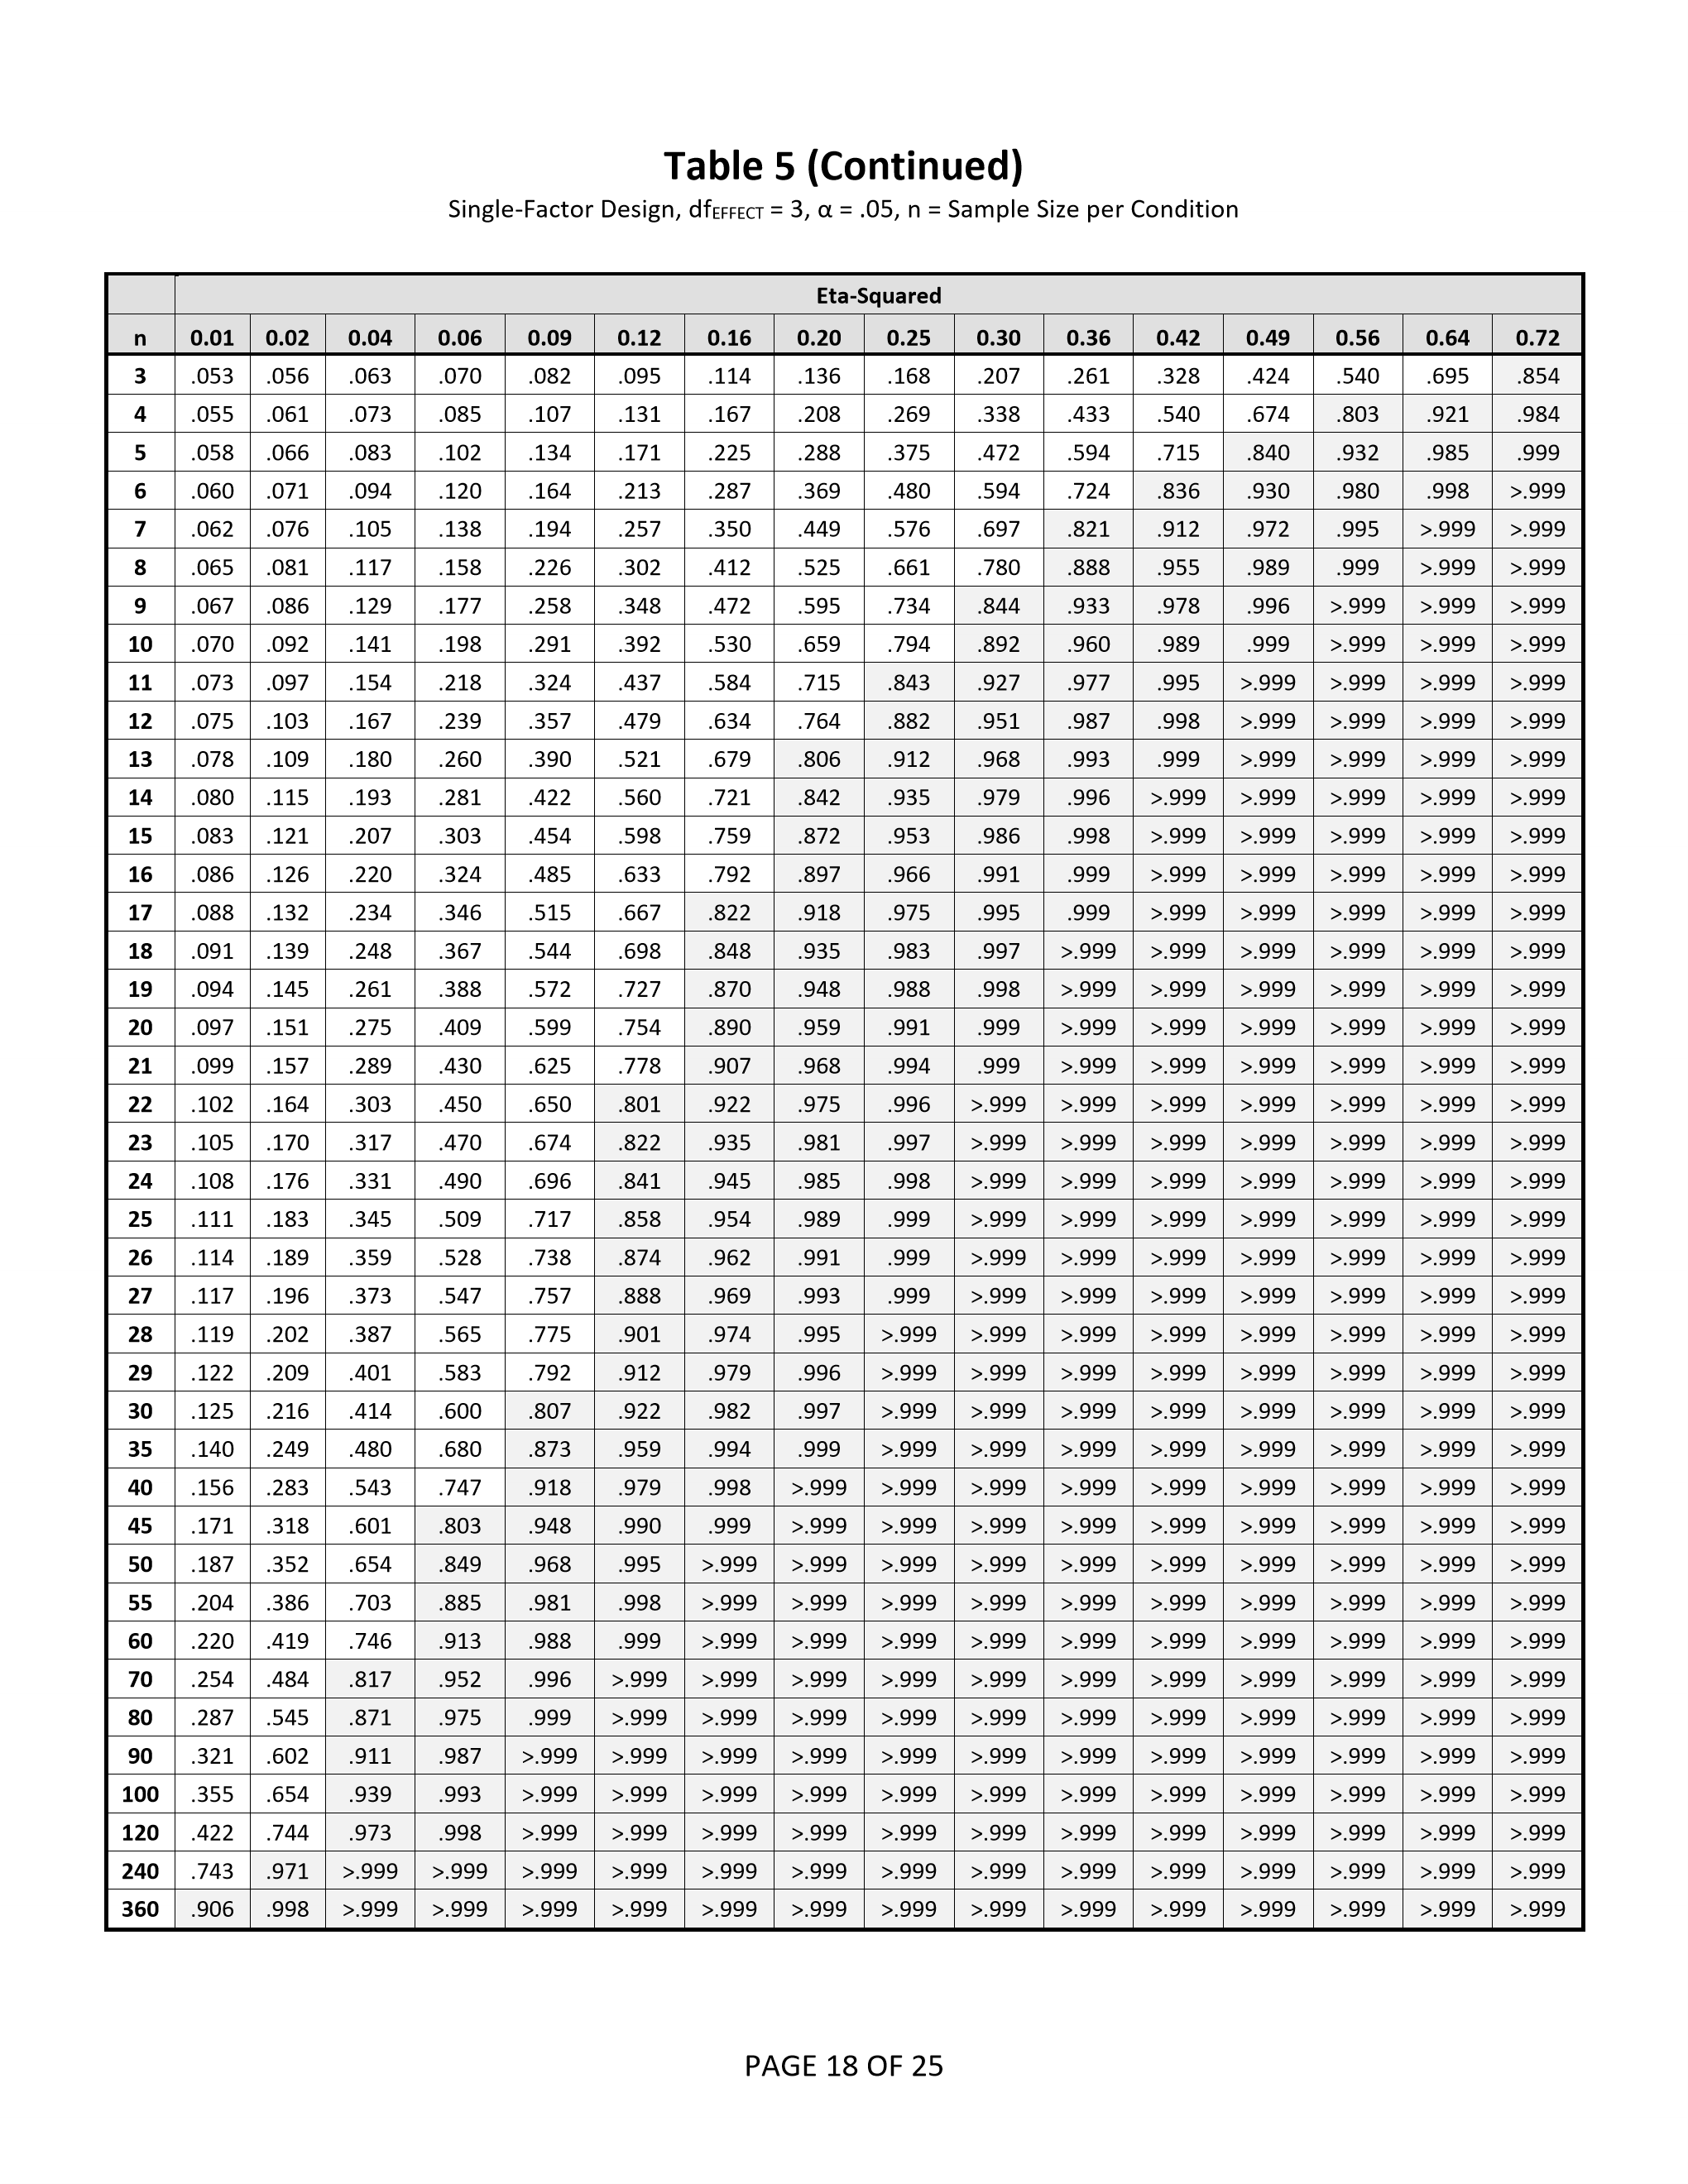 Table 5 (Continued)
Single-Factor Design, dfEFFECT = 3, α = .05, n = Sample Size per Condition
Eta-Squared
n 0.01 0.02 0.04 0.06 0.09 0.12 0.16 0.20 0.25 0.30 0.36 0.42 0.49 0.56 0.64 0.72
3 .053 .056 .063 .070 .082 .095 .114 .136 .168 .207 .261 .328 .424 .540 .695 .854
4 .055 .061 .073 .085 .107 .131 .167 .208 .269 .338 .433 .540 .674 .803 .921 .984
5 .058 .066 .083 .102 .134 .171 .225 .288 .375 .472 .594 .715 .840 .932 .985 .999
6 .060 .071 .094 .120 .164 .213 .287 .369 .480 .594 .724 .836 .930 .980 .998 >.999
7 .062 .076 .105 .138 .194 .257 .350 .449 .576 .697 .821 .912 .972 .995 >.999 >.999
8 .065 .081 .117 .158 .226 .302 .412 .525 .661 .780 .888 .955 .989 .999 >.999 >.999
9 .067 .086 .129 .177 .258 .348 .472 .595 .734 .844 .933 .978 .996 >.999 >.999 >.999
10 .070 .092 .141 .198 .291 .392 .530 .659 .794 .892 .960 .989 .999 >.999 >.999 >.999
11 .073 .097 .154 .218 .324 .437 .584 .715 .843 .927 .977 .995 >.999 >.999 >.999 >.999
12 .075 .103 .167 .239 .357 .479 .634 .764 .882 .951 .987 .998 >.999 >.999 >.999 >.999
13 .078 .109 .180 .260 .390 .521 .679 .806 .912 .968 .993 .999 >.999 >.999 >.999 >.999
14 .080 .115 .193 .281 .422 .560 .721 .842 .935 .979 .996 >.999 >.999 >.999 >.999 >.999
15 .083 .121 .207 .303 .454 .598 .759 .872 .953 .986 .998 >.999 >.999 >.999 >.999 >.999
16 .086 .126 .220 .324 .485 .633 .792 .897 .966 .991 .999 >.999 >.999 >.999 >.999 >.999
17 .088 .132 .234 .346 .515 .667 .822 .918 .975 .995 .999 >.999 >.999 >.999 >.999 >.999
18 .091 .139 .248 .367 .544 .698 .848 .935 .983 .997 >.999 >.999 >.999 >.999 >.999 >.999
19 .094 .145 .261 .388 .572 .727 .870 .948 .988 .998 >.999 >.999 >.999 >.999 >.999 >.999
20 .097 .151 .275 .409 .599 .754 .890 .959 .991 .999 >.999 >.999 >.999 >.999 >.999 >.999
21 .099 .157 .289 .430 .625 .778 .907 .968 .994 .999 >.999 >.999 >.999 >.999 >.999 >.999
22 .102 .164 .303 .450 .650 .801 .922 .975 .996 >.999 >.999 >.999 >.999 >.999 >.999 >.999
23 .105 .170 .317 .470 .674 .822 .935 .981 .997 >.999 >.999 >.999 >.999 >.999 >.999 >.999
24 .108 .176 .331 .490 .696 .841 .945 .985 .998 >.999 >.999 >.999 >.999 >.999 >.999 >.999
25 .111 .183 .345 .509 .717 .858 .954 .989 .999 >.999 >.999 >.999 >.999 >.999 >.999 >.999
26 .114 .189 .359 .528 .738 .874 .962 .991 .999 >.999 >.999 >.999 >.999 >.999 >.999 >.999
27 .117 .196 .373 .547 .757 .888 .969 .993 .999 >.999 >.999 >.999 >.999 >.999 >.999 >.999
28 .119 .202 .387 .565 .775 .901 .974 .995 >.999 >.999 >.999 >.999 >.999 >.999 >.999 >.999
29 .122 .209 .401 .583 .792 .912 .979 .996 >.999 >.999 >.999 >.999 >.999 >.999 >.999 >.999
30 .125 .216 .414 .600 .807 .922 .982 .997 >.999 >.999 >.999 >.999 >.999 >.999 >.999 >.999
35 .140 .249 .480 .680 .873 .959 .994 .999 >.999 >.999 >.999 >.999 >.999 >.999 >.999 >.999
40 .156 .283 .543 .747 .918 .979 .998 >.999 >.999 >.999 >.999 >.999 >.999 >.999 >.999 >.999
45 .171 .318 .601 .803 .948 .990 .999 >.999 >.999 >.999 >.999 >.999 >.999 >.999 >.999 >.999
50 .187 .352 .654 .849 .968 .995 >.999 >.999 >.999 >.999 >.999 >.999 >.999 >.999 >.999 >.999
55 .204 .386 .703 .885 .981 .998 >.999 >.999 >.999 >.999 >.999 >.999 >.999 >.999 >.999 >.999
60 .220 .419 .746 .913 .988 .999 >.999 >.999 >.999 >.999 >.999 >.999 >.999 >.999 >.999 >.999
70 .254 .484 .817 .952 .996 >.999 >.999 >.999 >.999 >.999 >.999 >.999 >.999 >.999 >.999 >.999
80 .287 .545 .871 .975 .999 >.999 >.999 >.999 >.999 >.999 >.999 >.999 >.999 >.999 >.999 >.999
90 .321 .602 .911 .987 >.999 >.999 >.999 >.999 >.999 >.999 >.999 >.999 >.999 >.999 >.999 >.999
100 .355 .654 .939 .993 >.999 >.999 >.999 >.999 >.999 >.999 >.999 >.999 >.999 >.999 >.999 >.999
120 .422 .744 .973 .998 >.999 >.999 >.999 >.999 >.999 >.999 >.999 >.999 >.999 >.999 >.999 >.999
240 .743 .971 >.999 >.999 >.999 >.999 >.999 >.999 >.999 >.999 >.999 >.999 >.999 >.999 >.999 >.999
360 .906 .998 >.999 >.999 >.999 >.999 >.999 >.999 >.999 >.999 >.999 >.999 >.999 >.999 >.999 >.999
PAGE 18 OF 25